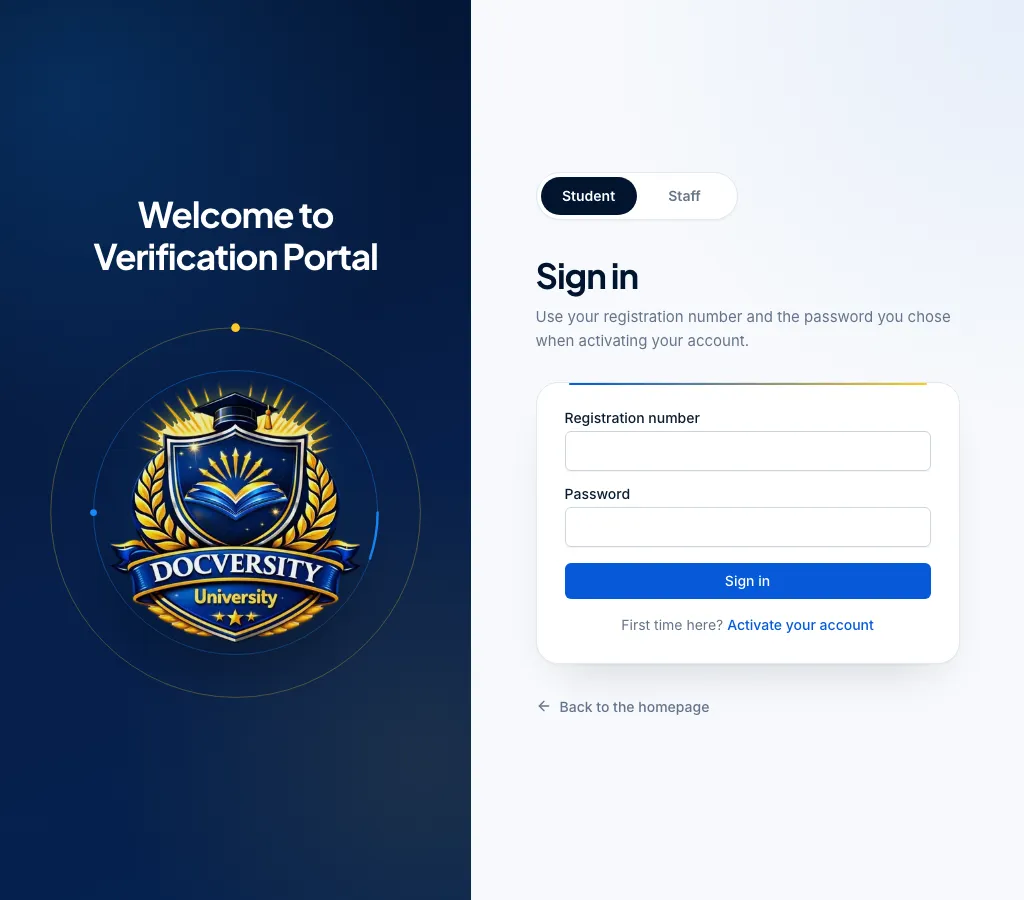 Welcome to
Verification Portal
DOCVERSITY
University
Student
Staff
Sign in
Use your registration number and the password you chose
when activating your account.
Registration number
Password
Sign in
First time here? Activate your account
Back to the homepage